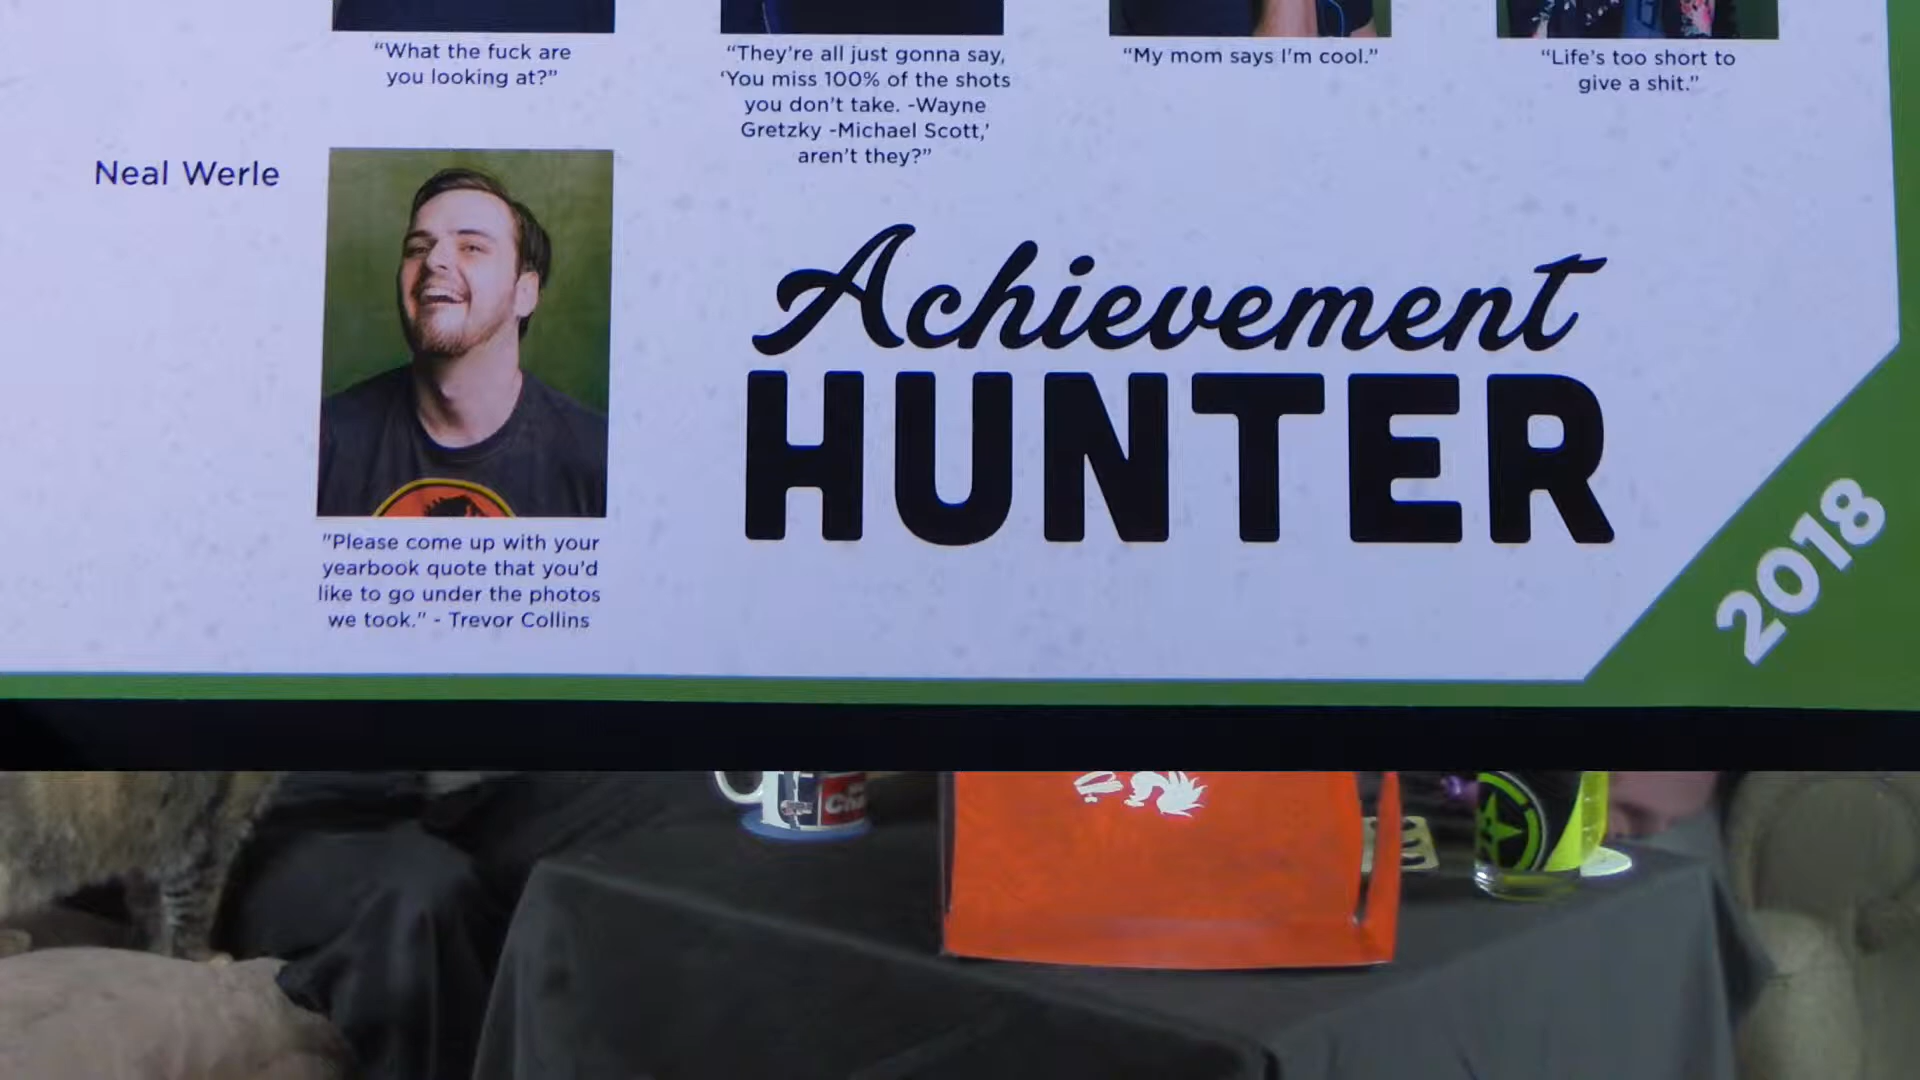 “What the fuck are
you looking at?”
“They’re all just gonna say,
‘You miss 100% of the shots
you don’t take. -Wayne
Gretzky -Michael Scott,’
aren’t they?”
“My mom says I’m cool.”
“Life’s too short to
give a shit.”
Neal Werle
"Please come up with your
yearbook quote that you’d
like to go under the photos
we took." - Trevor Collins
Achievement
HUNTER
2018